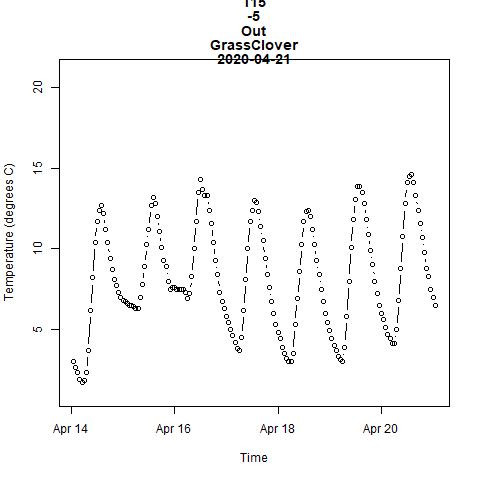 T15
-5
Out
GrassClover
2020-04-21
Temperature (degrees C)
20
15
10
5
Apr 14 Apr 16 Apr 18 Apr 20
Time